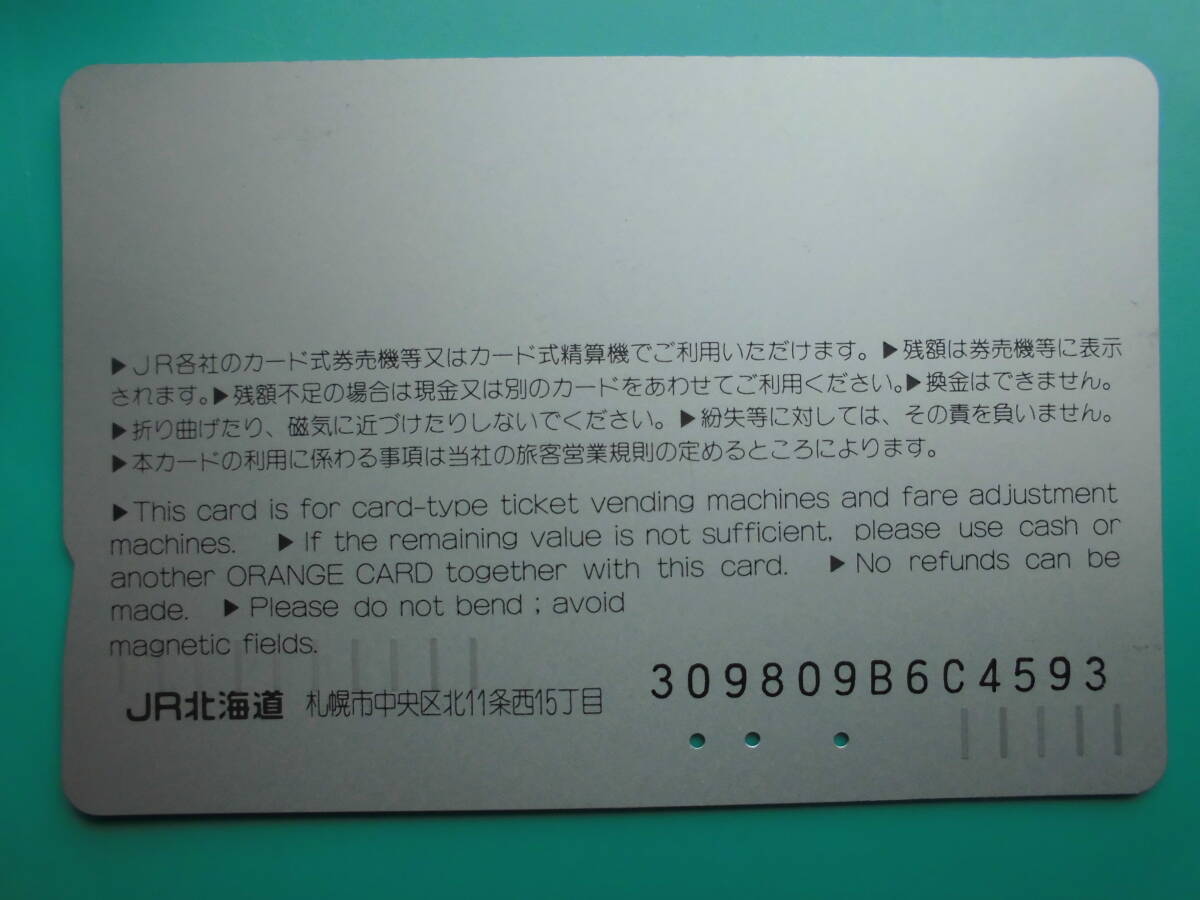 ▶JR各社のカード式券売機等又はカード式精算機でご利用いただけます。▶残額は券売機等に表示
されます。▶残額不足の場合は現金又は別のカードをあわせてご利用ください。▶換金はできません。
▶折り曲げたり、磁気に近づけたりしないでください。▶紛失等に対しては、その責を負いません。
▶本カードの利用に係わる事項は当社の旅客営業規則の定めるところによります。
▶This card is for card-type ticket vending machines and fare adjustment
machines. ▶If the remaining value is not sufficient, please use cash or
another ORANGE CARD together with this card. ▶No refunds can be
made. ▶Please do not bend ; avoid
magnetic fields.
309809B6C4593
JR北海道 札幌市中央区北11条西15丁目